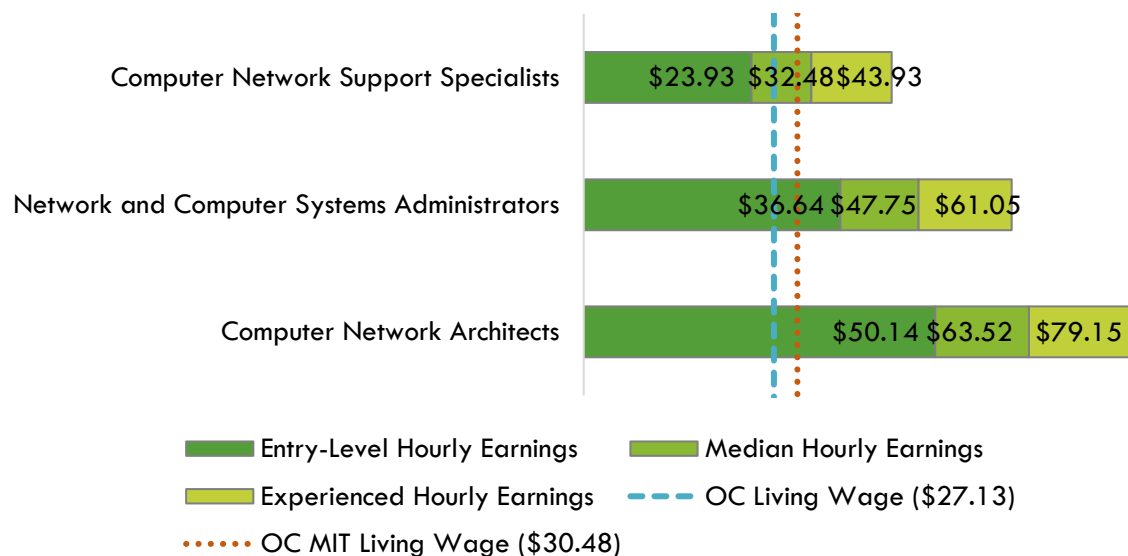 Computer Network Support Specialists $23.93 $32.48 $43.93
Network and Computer Systems Administrators $36.64 $47.75 $61.05
Computer Network Architects $50.14 $63.52 $79.15
Entry-Level Hourly Earnings Median Hourly Earnings
Experienced Hourly Earnings OC Living Wage ($27.13)
OC MIT Living Wage ($30.48)